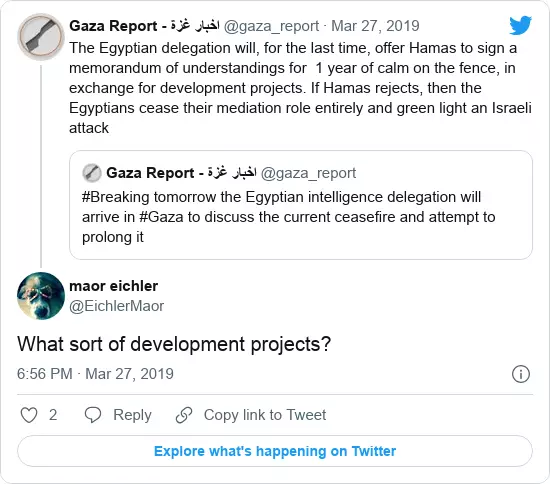 Gaza Report - اخبار غزة @gaza_report · Mar 27, 2019
The Egyptian delegation will, for the last time, offer Hamas to sign a
memorandum of understandings for 1 year of calm on the fence, in
exchange for development projects. If Hamas rejects, then the
Egyptians cease their mediation role entirely and green light an Israeli
attack
Gaza Report - اخبار غزة @gaza_report
#Breaking tomorrow the Egyptian intelligence delegation will
arrive in #Gaza to discuss the current ceasefire and attempt to
prolong it
maor eichler
@EichlerMaor
What sort of development projects?
6:56 PM · Mar 27, 2019
2 Reply Copy link to Tweet
Explore what's happening on Twitter